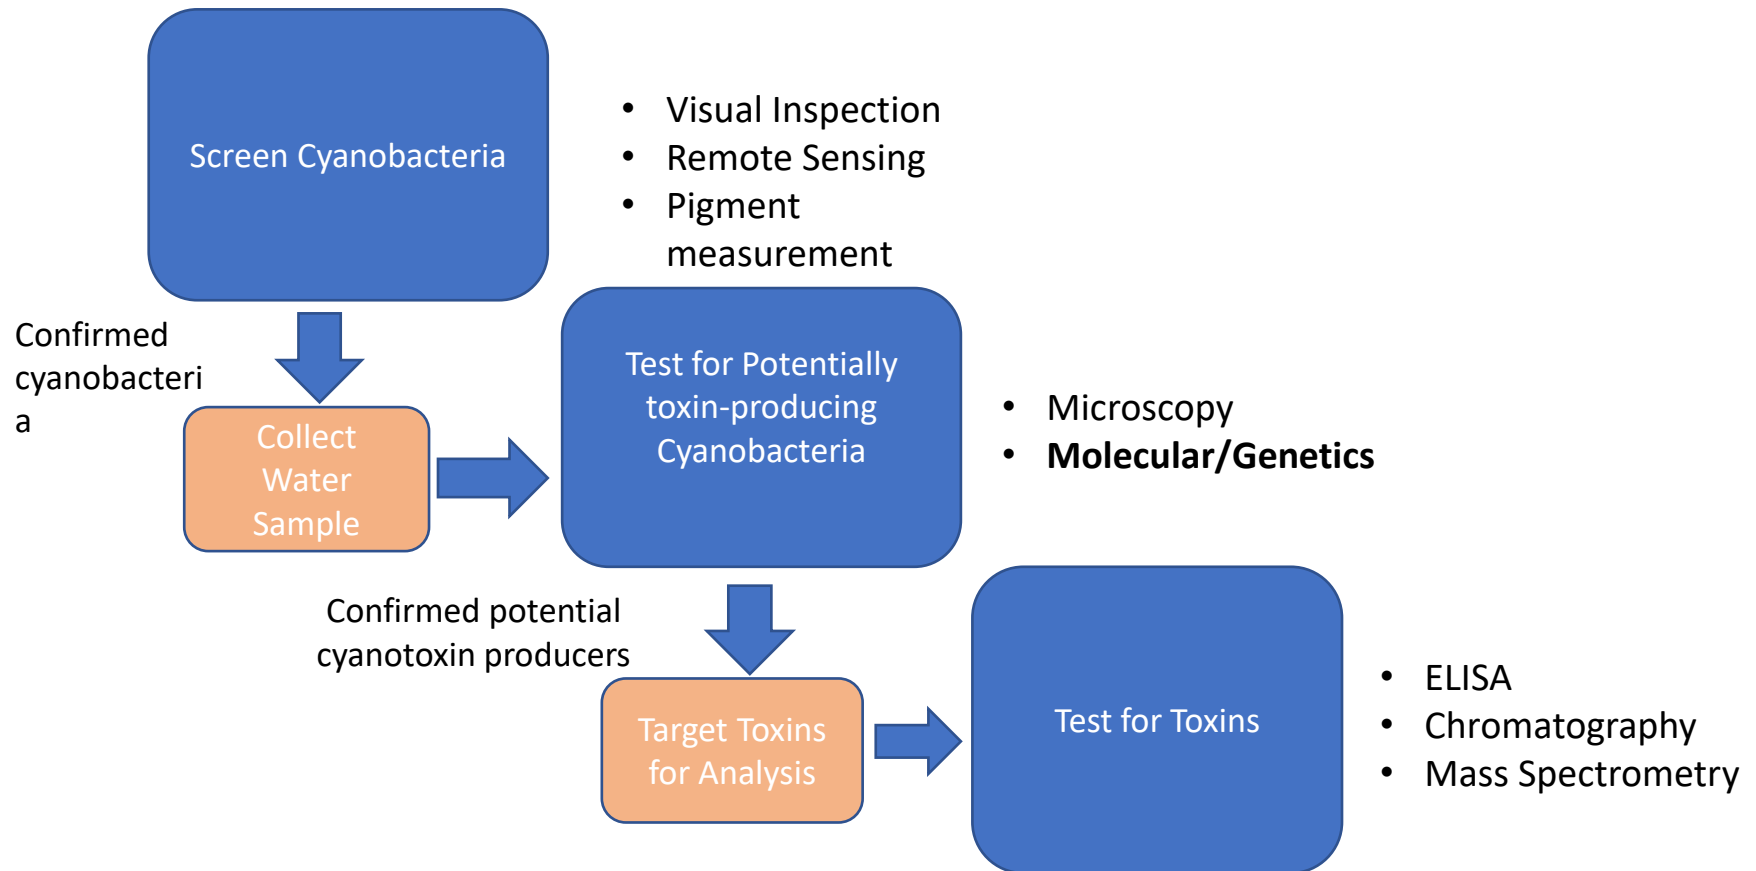 Screen Cyanobacteria
• Visual Inspection
• Remote Sensing
• Pigment
measurement
Confirmed
cyanobacteri
a
Collect
Water
Sample
Test for Potentially
toxin-producing
Cyanobacteria
• Microscopy
• Molecular/Genetics
Confirmed potential
cyanotoxin producers
Target Toxins
for Analysis
Test for Toxins
• ELISA
• Chromatography
• Mass Spectrometry